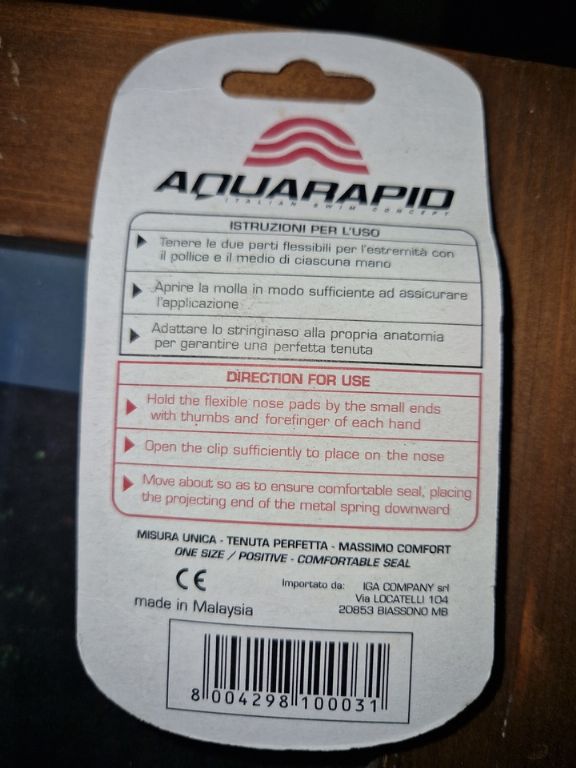 AQUARAPID
ITALIAN SWIM CONCEPT
ISTRUZIONI PER L'USO
Tenere le due parti flessibili per l'estremità con
il pollice e il medio di ciascuna mano
Aprire la molla in modo sufficiente ad assicurare
l'applicazione
Adattare lo stringinaso alla propria anatomia
per garantire una perfetta tenuta
DIRECTION FOR USE
Hold the flexible nose pads by the small ends
with thumbs and forefinger of each hand
Open the clip sufficiently to place on the nose
Move about so as to ensure comfortable seal, placing
the projecting end of the metal spring downward
MISURA UNICA - TENUTA PERFETTA - MASSIMO COMFORT
ONE SIZE / POSITIVE - COMFORTABLE SEAL
CE
made in Malaysia
Importato da: IGA COMPANY srl
Via LOCATELLI 104
20853 BIASSONO MB
8 004298 100031